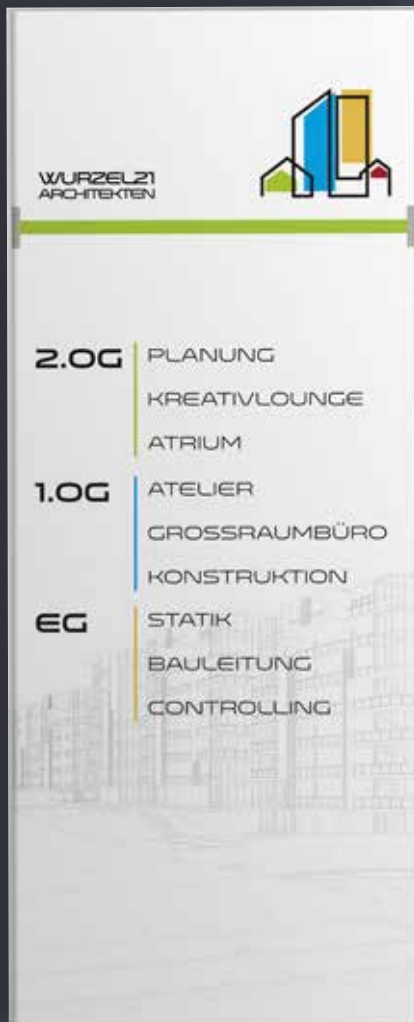 WURZEL21
ARCHITEKTEN
2.OG PLANUNG
KREATIVLOUNGE
ATRIUM
1.OG ATELIER
GROSSRAUMBÜRO
KONSTRUKTION
EG STATIK
BAULEITUNG
CONTROLLING